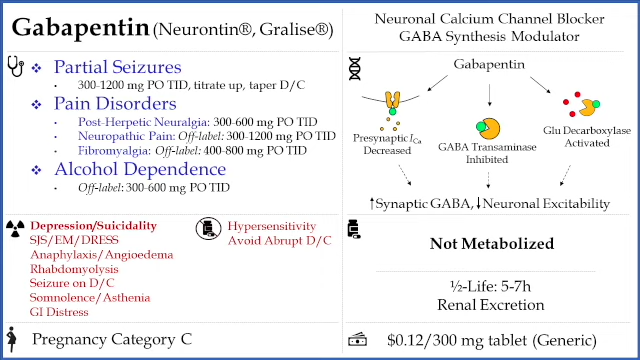 Gabapentin (Neurontin®, Gralise®)
❖ Partial Seizures
• 300-1200 mg PO TID, titrate up, taper D/C
❖ Pain Disorders
• Post-Herpetic Neuralgia: 300-600 mg PO TID
• Neuropathic Pain: Off-label: 300-1200 mg PO TID
• Fibromyalgia: Off-label: 400-800 mg PO TID
❖ Alcohol Dependence
• Off-label: 300-600 mg PO TID
Depression/Suicidality
SJS/EM/DRESS
Anaphylaxis/Angioedema
Rhabdomyolysis
Seizure on D/C
Somnolence/Asthenia
GI Distress
Hypersensitivity
Avoid Abrupt D/C
Pregnancy Category C
Neuronal Calcium Channel Blocker
GABA Synthesis Modulator
Gabapentin
Presynaptic ICa
Decreased
GABA Transaminase
Inhibited
Glu Decarboxylase
Activated
↑Synaptic GABA, ↓Neuronal Excitability
Not Metabolized
½-Life: 5-7h
Renal Excretion
$0.12/300 mg tablet (Generic)